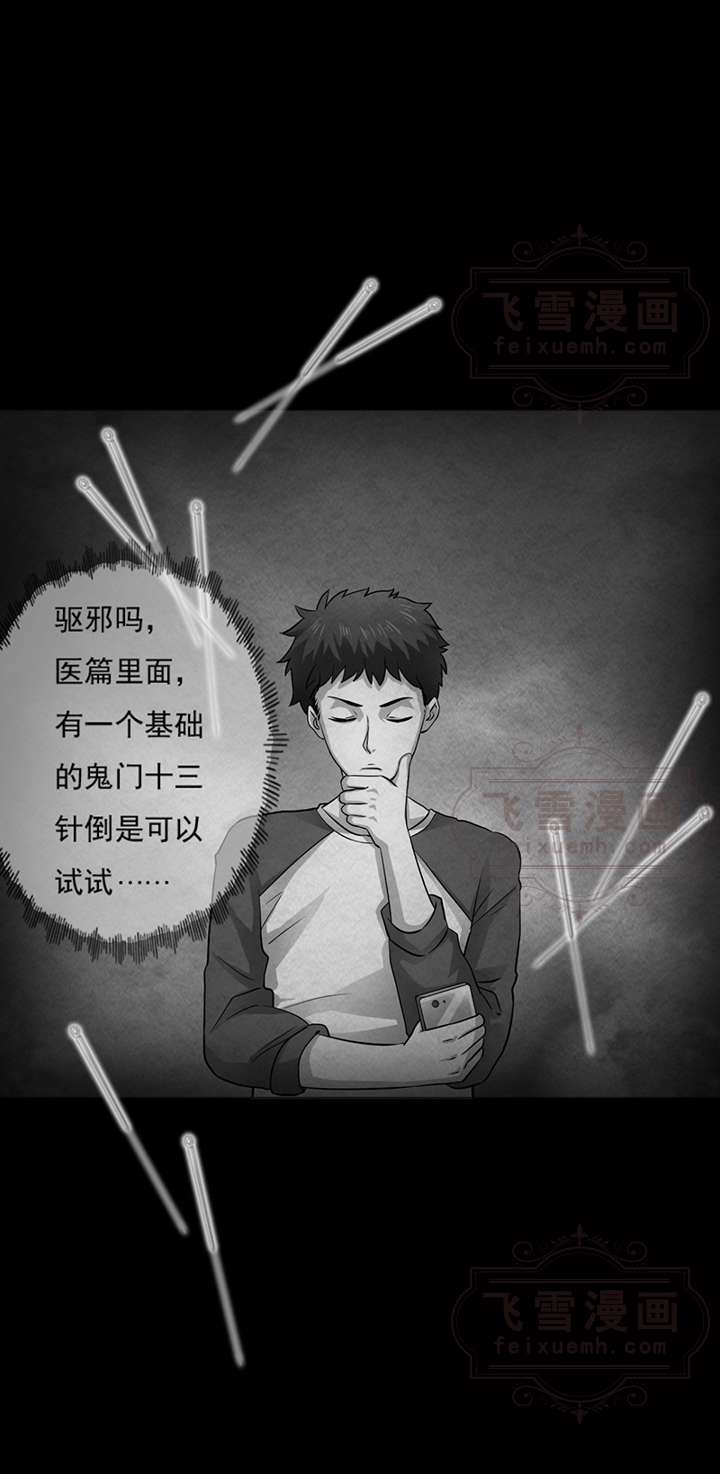 飞雪漫画
feixuemh.com
驱邪吗，
医篇里面，
有一个基础
的鬼门十三
针倒是可以
试试……
飞雪漫画
feixuemh.com
飞雪漫画
feixuemh.com